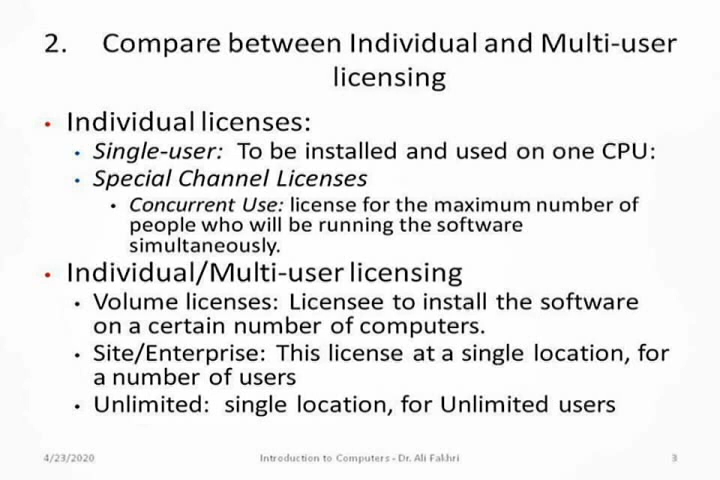 2. Compare between Individual and Multi-user
licensing
• Individual licenses:
• Single-user: To be installed and used on one CPU:
• Special Channel Licenses
• Concurrent Use: license for the maximum number of
people who will be running the software
simultaneously.
• Individual/Multi-user licensing
• Volume licenses: Licensee to install the software
on a certain number of computers.
• Site/Enterprise: This license at a single location, for
a number of users
• Unlimited: single location, for Unlimited users
4/23/2020 Introduction to Computers - Dr. Ali Fakhri 3